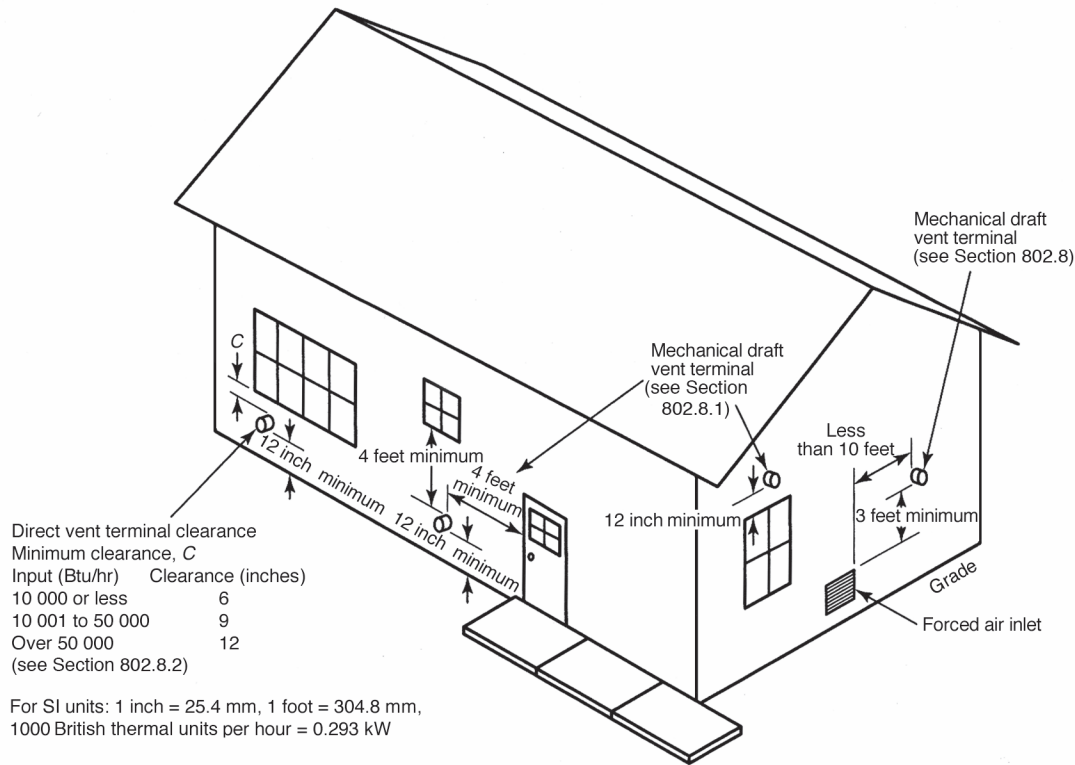 Mechanical draft
vent terminal
(see Section 802.8)
Mechanical draft
vent terminal
(see Section
802.8.1)
C
Less
than 10 feet
4 feet minimum
4 feet
minimum
12 inch minimum
12 inch minimum
12 inch minimum
3 feet minimum
Grade
Forced air inlet
Direct vent terminal clearance
Minimum clearance, C
Input (Btu/hr) Clearance (inches)
10 000 or less 6
10 001 to 50 000 9
Over 50 000 12
(see Section 802.8.2)
For SI units: 1 inch = 25.4 mm, 1 foot = 304.8 mm,
1000 British thermal units per hour = 0.293 kW